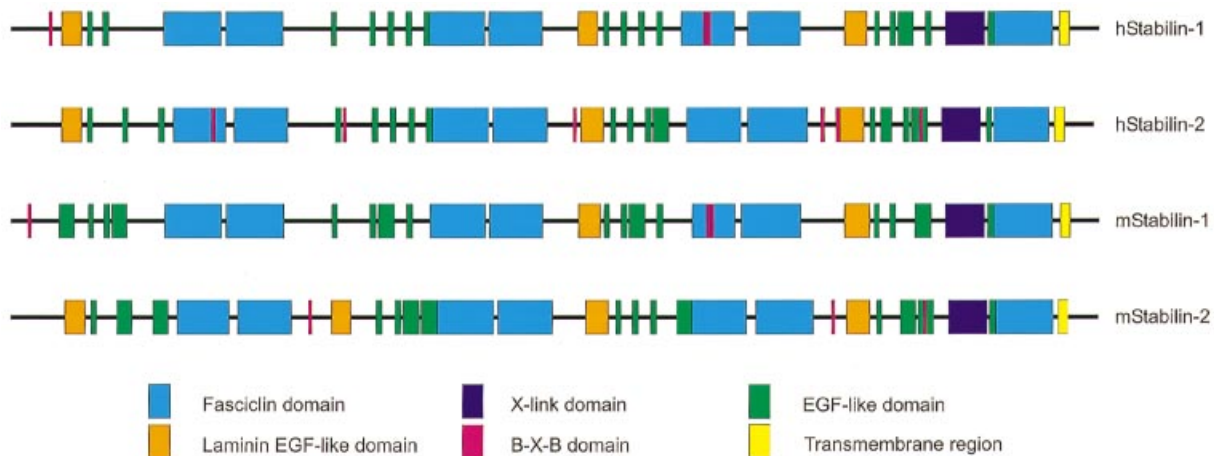 hStabilin-1
hStabilin-2
mStabilin-1
mStabilin-2
Fasciclin domain
X-link domain
EGF-like domain
Laminin EGF-like domain
B-X-B domain
Transmembrane region